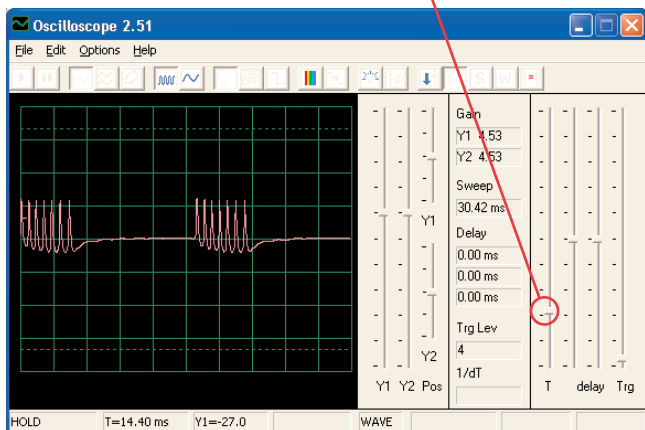 Oscilloscope 2.51
File Edit Options Help
Gain
Y1 4.53
Y2 4.53
Sweep
30.42 ms
Delay
0.00 ms
0.00 ms
0.00 ms
Trg Lev
4
1/dT
Y1
Y2
Y1 Y2 Pos
T delay Trg
HOLD T=14.40 ms Y1=-27.0 WAVE